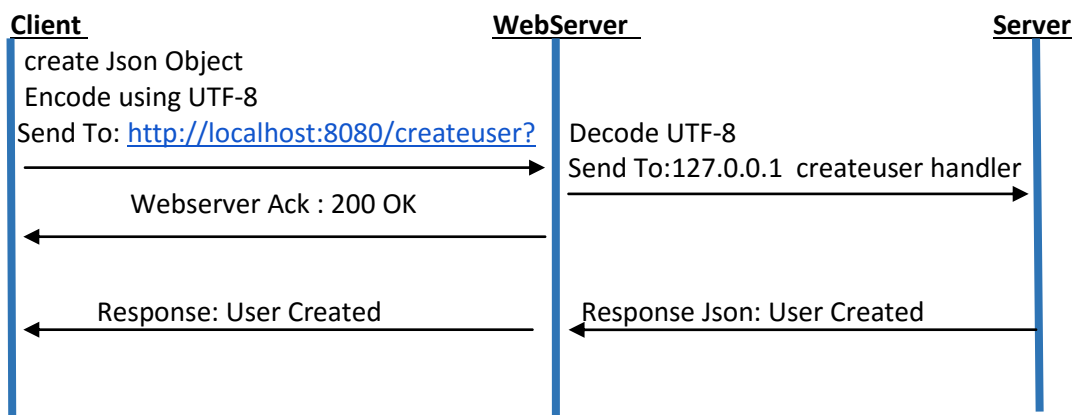 Client
WebServer
Server
create Json Object
Encode using UTF-8
Send To: http://localhost:8080/createuser?
Decode UTF-8
Send To:127.0.0.1 createuser handler
Webserver Ack : 200 OK
Response: User Created
Response Json: User Created